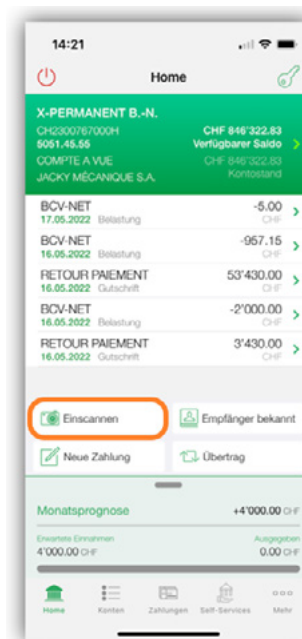 14:21
Home
X-PERMANENT B.-N.
CH2300767000H CHF 846'322.83
5051.45.55 Verfügbarer Saldo
COMPTE A VUE CHF 846'322.83
JACKY MÉCANIQUE S.A. Kontostand
BCV-NET -5.00
17.05.2022 Belastung CHF
BCV-NET -957.15
16.05.2022 Belastung CHF
RETOUR PAIEMENT 53'430.00
16.05.2022 Gutschrift CHF
BCV-NET -2'000.00
16.05.2022 Belastung CHF
RETOUR PAIEMENT 3'430.00
16.05.2022 Gutschrift CHF
Einscannen Empfänger bekannt
Neue Zahlung Übertrag
Monatsprognose +4'000.00 CHF
Erwartete Einnahmen Ausgegeben
4'000.00 CHF 0.00 CHF
Home Konten Zahlungen Self-Services Mehr